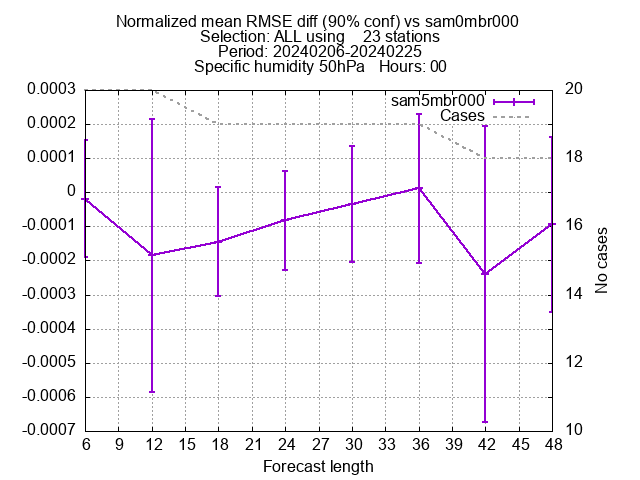 Normalized mean RMSE diff (90% conf) vs sam0mbr000
Selection: ALL using    23 stations
Period: 20240206-20240225
Specific humidity 50hPa   Hours: 00
sam5mbr000
Cases
0.0003
0.0002
0.0001
0
-0.0001
-0.0002
-0.0003
-0.0004
-0.0005
-0.0006
-0.0007
20
18
16
14
12
10
No cases
6 9 12 15 18 21 24 27 30 33 36 39 42 45 48
Forecast length